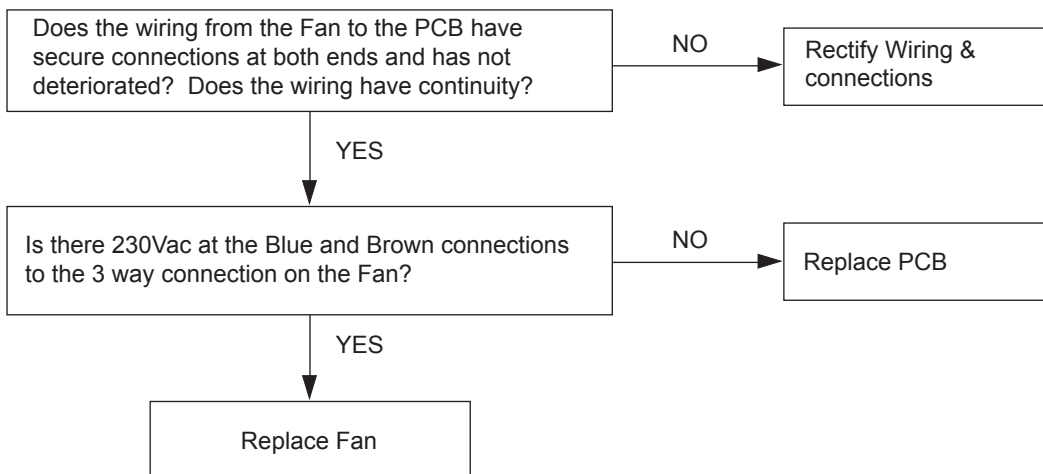 Does the wiring from the Fan to the PCB have
secure connections at both ends and has not
deteriorated? Does the wiring have continuity?
NO
Rectify Wiring &
connections
YES
Is there 230Vac at the Blue and Brown connections
to the 3 way connection on the Fan?
NO
Replace PCB
YES
Replace Fan